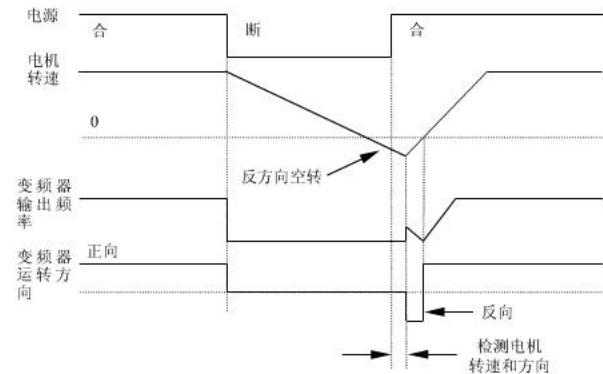 电源
合
断
合
电机
转速
0
反方向空转
变频器
输出频
率
正向
变频器
运转方
向
反向
检测电机
转速和方向